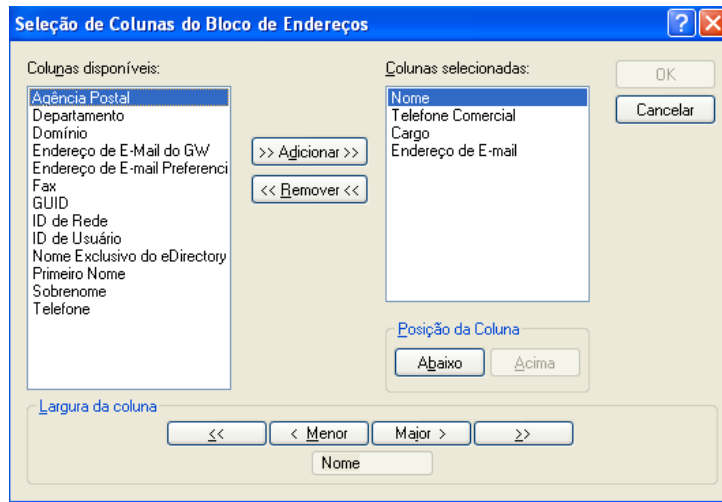 Seleção de Colunas do Bloco de Endereços
Colunas disponíveis:
Agência Postal
Departamento
Domínio
Endereço de E-Mail do GW
Endereço de E-mail Preferenci
Fax
GUID
ID de Rede
ID de Usuário
Nome Exclusivo do eDirectory
Primeiro Nome
Sobrenome
Telefone
>> Adicionar >>
<< Remover <<
Colunas selecionadas:
Nome
Telefone Comercial
Cargo
Endereço de E-mail
OK
Cancelar
Posição da Coluna
Abaixo Acima
Largura da coluna
<< < Menor Maior > >>
Nome